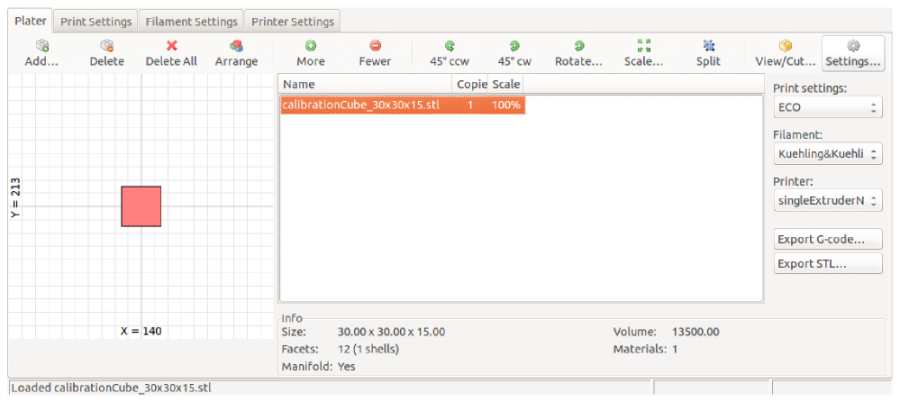 Plater Print Settings Filament Settings Printer Settings
Add... Delete Delete All Arrange More Fewer 45° ccw 45° cw Rotate... Scale... Split View/Cut... Settings...
Name Copie Scale
calibrationCube_30x30x15.stl 1 100%
Print settings:
ECO
Filament:
Kuehling&Kuehli
Printer:
singleExtruderN
Export G-code...
Export STL...
Y = 213
X = 140
Info
Size: 30.00 x 30.00 x 15.00 Volume: 13500.00
Facets: 12 (1 shells) Materials: 1
Manifold: Yes
Loaded calibrationCube_30x30x15.stl